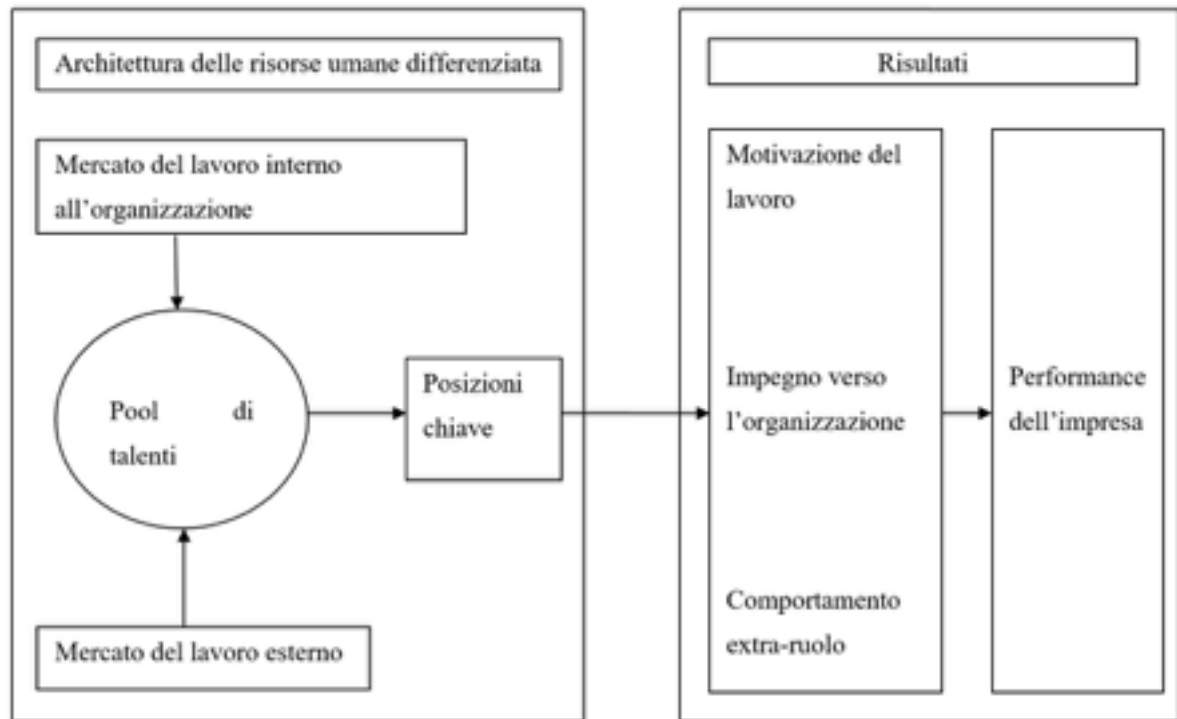 Architettura delle risorse umane differenziata
Mercato del lavoro interno
all'organizzazione
Pool di
talenti
Posizioni
chiave
Mercato del lavoro esterno
Risultati
Motivazione del
lavoro
Impegno verso
l'organizzazione
Comportamento
extra-ruolo
Performance
dell'impresa